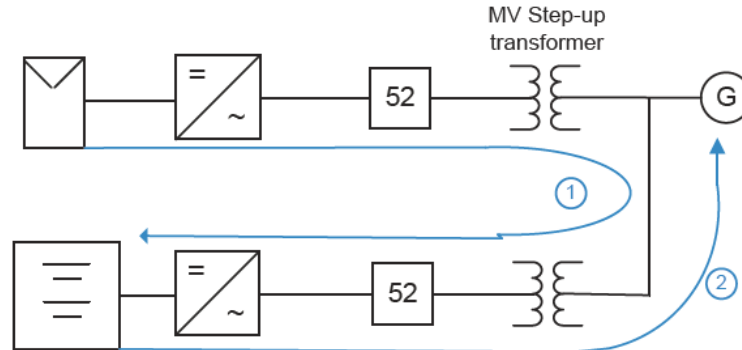 MV Step-up
transformer
=
~
52
G
1
=
~
52
2